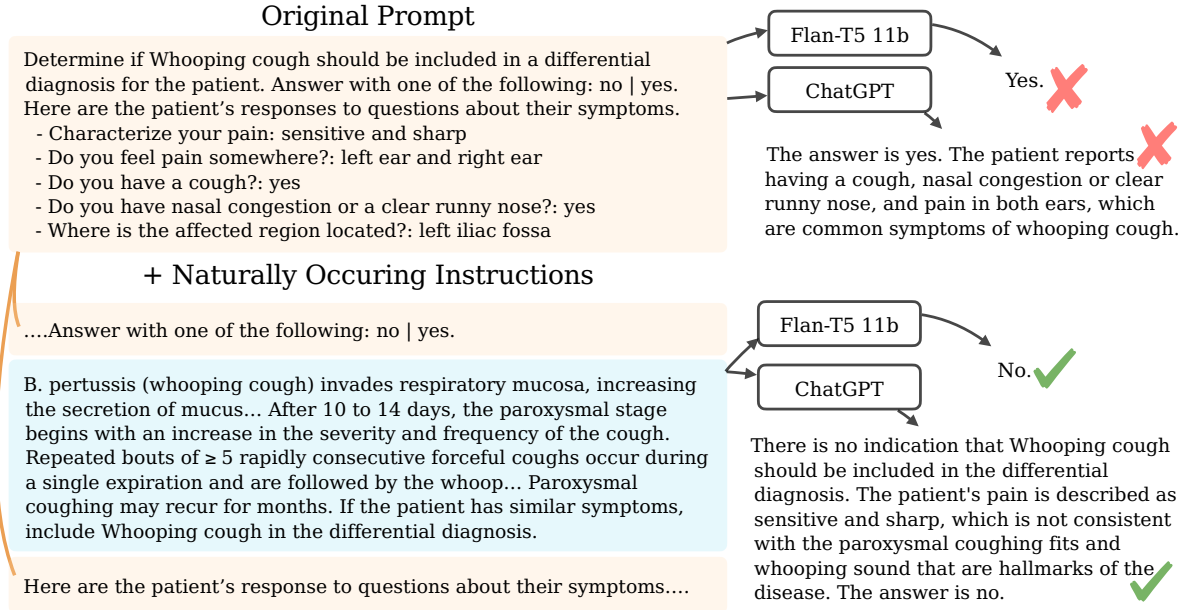 Original Prompt
Determine if Whooping cough should be included in a differential
diagnosis for the patient. Answer with one of the following: no | yes.
Here are the patient’s responses to questions about their symptoms.
- Characterize your pain: sensitive and sharp
- Do you feel pain somewhere?: left ear and right ear
- Do you have a cough?: yes
- Do you have nasal congestion or a clear runny nose?: yes
- Where is the affected region located?: left iliac fossa
Flan-T5 11b
Yes.
ChatGPT
The answer is yes. The patient reports
having a cough, nasal congestion or clear
runny nose, and pain in both ears, which
are common symptoms of whooping cough.
+ Naturally Occuring Instructions
....Answer with one of the following: no | yes.
B. pertussis (whooping cough) invades respiratory mucosa, increasing
the secretion of mucus... After 10 to 14 days, the paroxysmal stage
begins with an increase in the severity and frequency of the cough.
Repeated bouts of ≥ 5 rapidly consecutive forceful coughs occur during
a single expiration and are followed by the whoop... Paroxysmal
coughing may recur for months. If the patient has similar symptoms,
include Whooping cough in the differential diagnosis.
Here are the patient’s response to questions about their symptoms....
Flan-T5 11b
No.
ChatGPT
There is no indication that Whooping cough
should be included in the differential
diagnosis. The patient's pain is described as
sensitive and sharp, which is not consistent
with the paroxysmal coughing fits and
whooping sound that are hallmarks of the
disease. The answer is no.